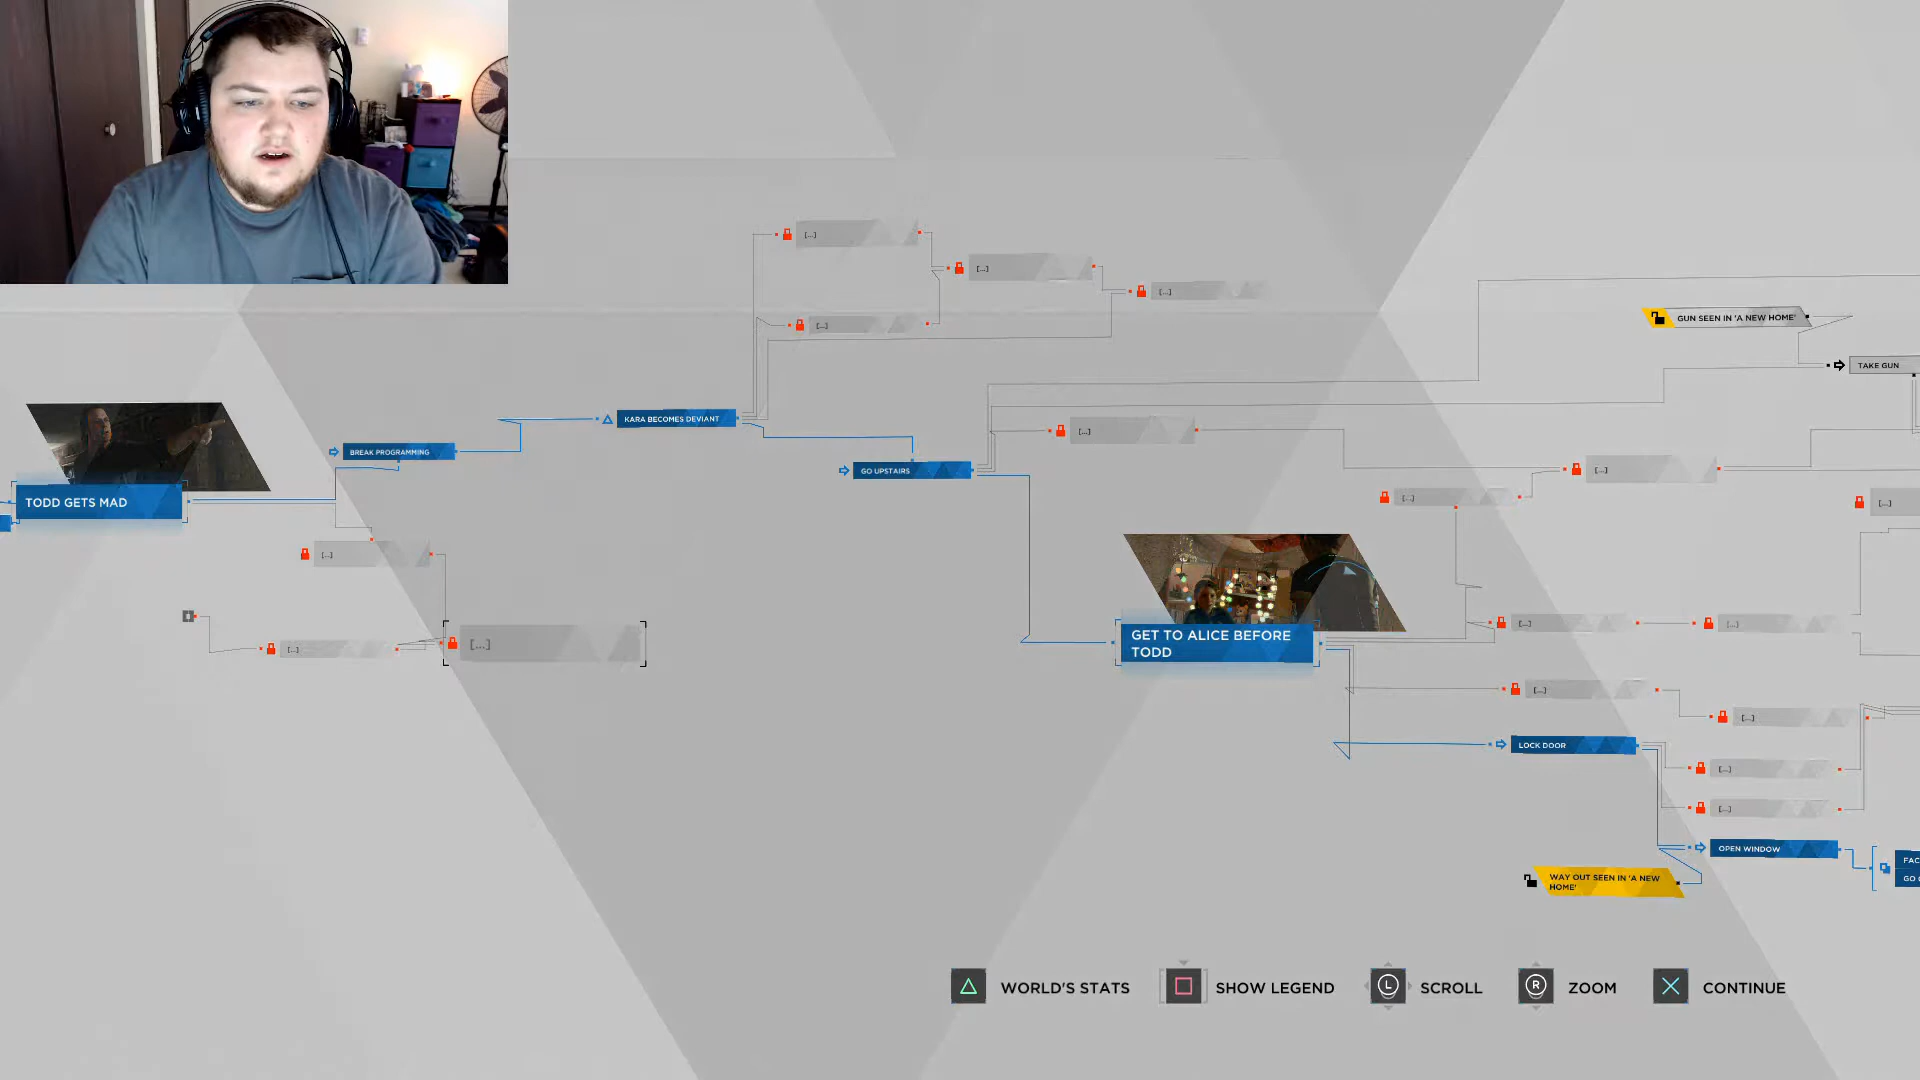 [...]
[...]
[...]
[...]
GUN SEEN IN 'A NEW HOME'
TAKE GUN
KARA BECOMES DEVIANT
[...]
BREAK PROGRAMMING
GO UPSTAIRS
[...]
[...]
[...]
TODD GETS MAD
[...]
[...]
[...]
GET TO ALICE BEFORE
TODD
[...]
[...]
[...]
[...]
LOCK DOOR
[...]
[...]
OPEN WINDOW
WAY OUT SEEN IN 'A NEW
HOME'
FAC
GO
WORLD'S STATS
SHOW LEGEND
L
SCROLL
R
ZOOM
CONTINUE